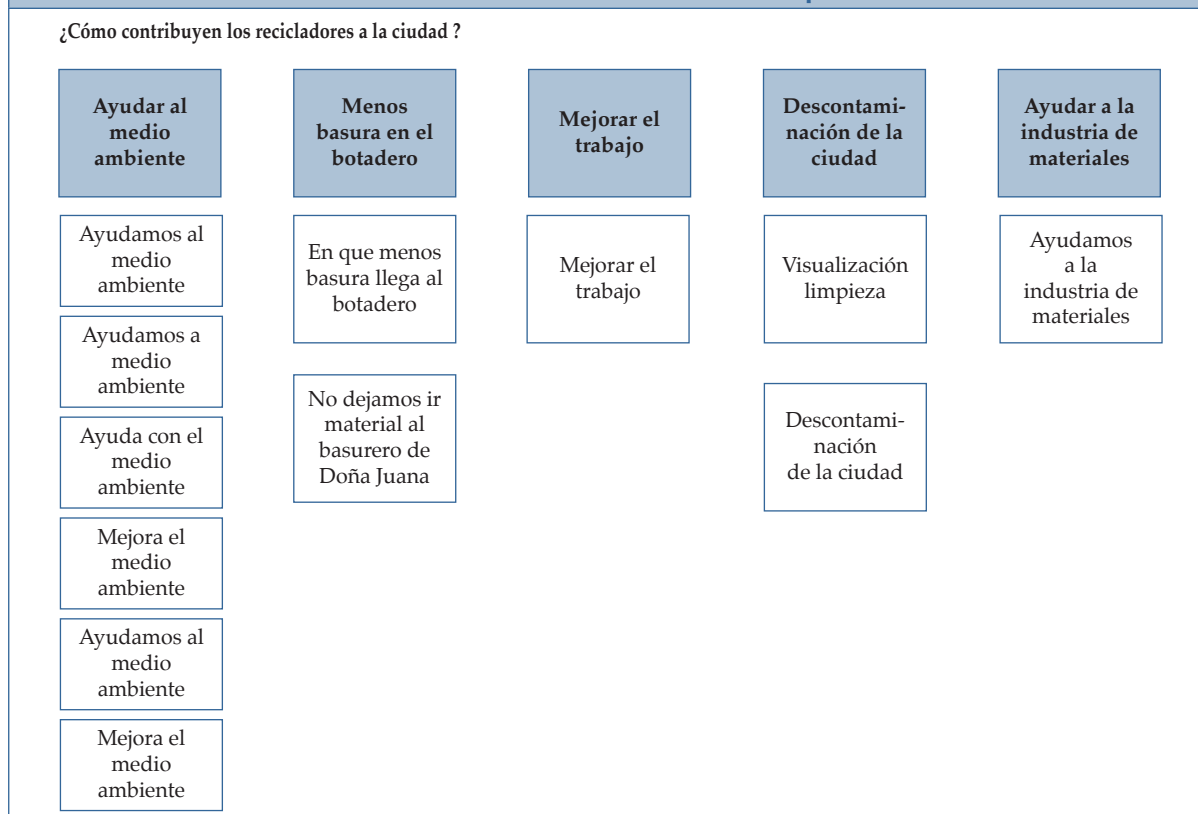 ¿Cómo contribuyen los recicladores a la ciudad ?
Ayudar al
medio
ambiente
Menos
basura en el
botadero
Mejorar el
trabajo
Descontami-
nación de la
ciudad
Ayudar a la
industria de
materiales
Ayudamos al
medio
ambiente
Ayudamos a
medio
ambiente
Ayuda con el
medio
ambiente
Mejora el
medio
ambiente
Ayudamos al
medio
ambiente
Mejora el
medio
ambiente
En que menos
basura llega al
botadero
No dejamos ir
material al
basurero de
Doña Juana
Mejorar el
trabajo
Visualización
limpieza
Descontami-
nación
de la ciudad
Ayudamos
a la
industria de
materiales